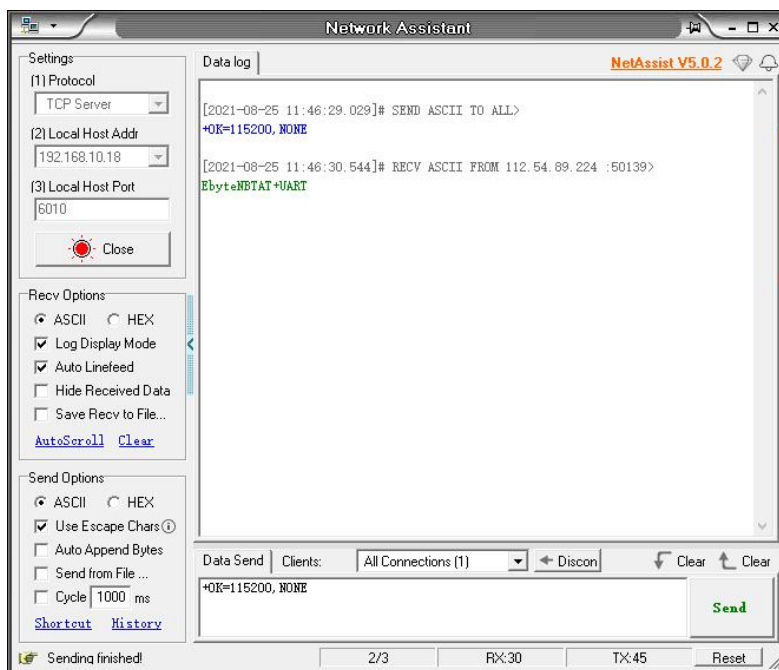 Network Assistant
Settings
(1) Protocol
TCP Server
(2) Local Host Addr
192.168.10.18
(3) Local Host Port
6010
Close
Recv Options
ASCII HEX
Log Display Mode
Auto Linefeed
Hide Received Data
Save Recv to File...
AutoScroll Clear
Send Options
ASCII HEX
Use Escape Chars
Auto Append Bytes
Send from File ...
Cycle 1000 ms
Shortcut History
Data log
NetAssist V5.0.2
[2021-08-25 11:46:29.029]# SEND ASCII TO ALL>
+OK=115200, NONE
[2021-08-25 11:46:30.544]# RECV ASCII FROM 112.54.89.224 :50139>
EbyteNBTAT+UART
Data Send Clients: All Connections (1) Discon Clear Clear
+OK=115200, NONE
Send
Sending finished! 2/3 RX:30 TX:45 Reset